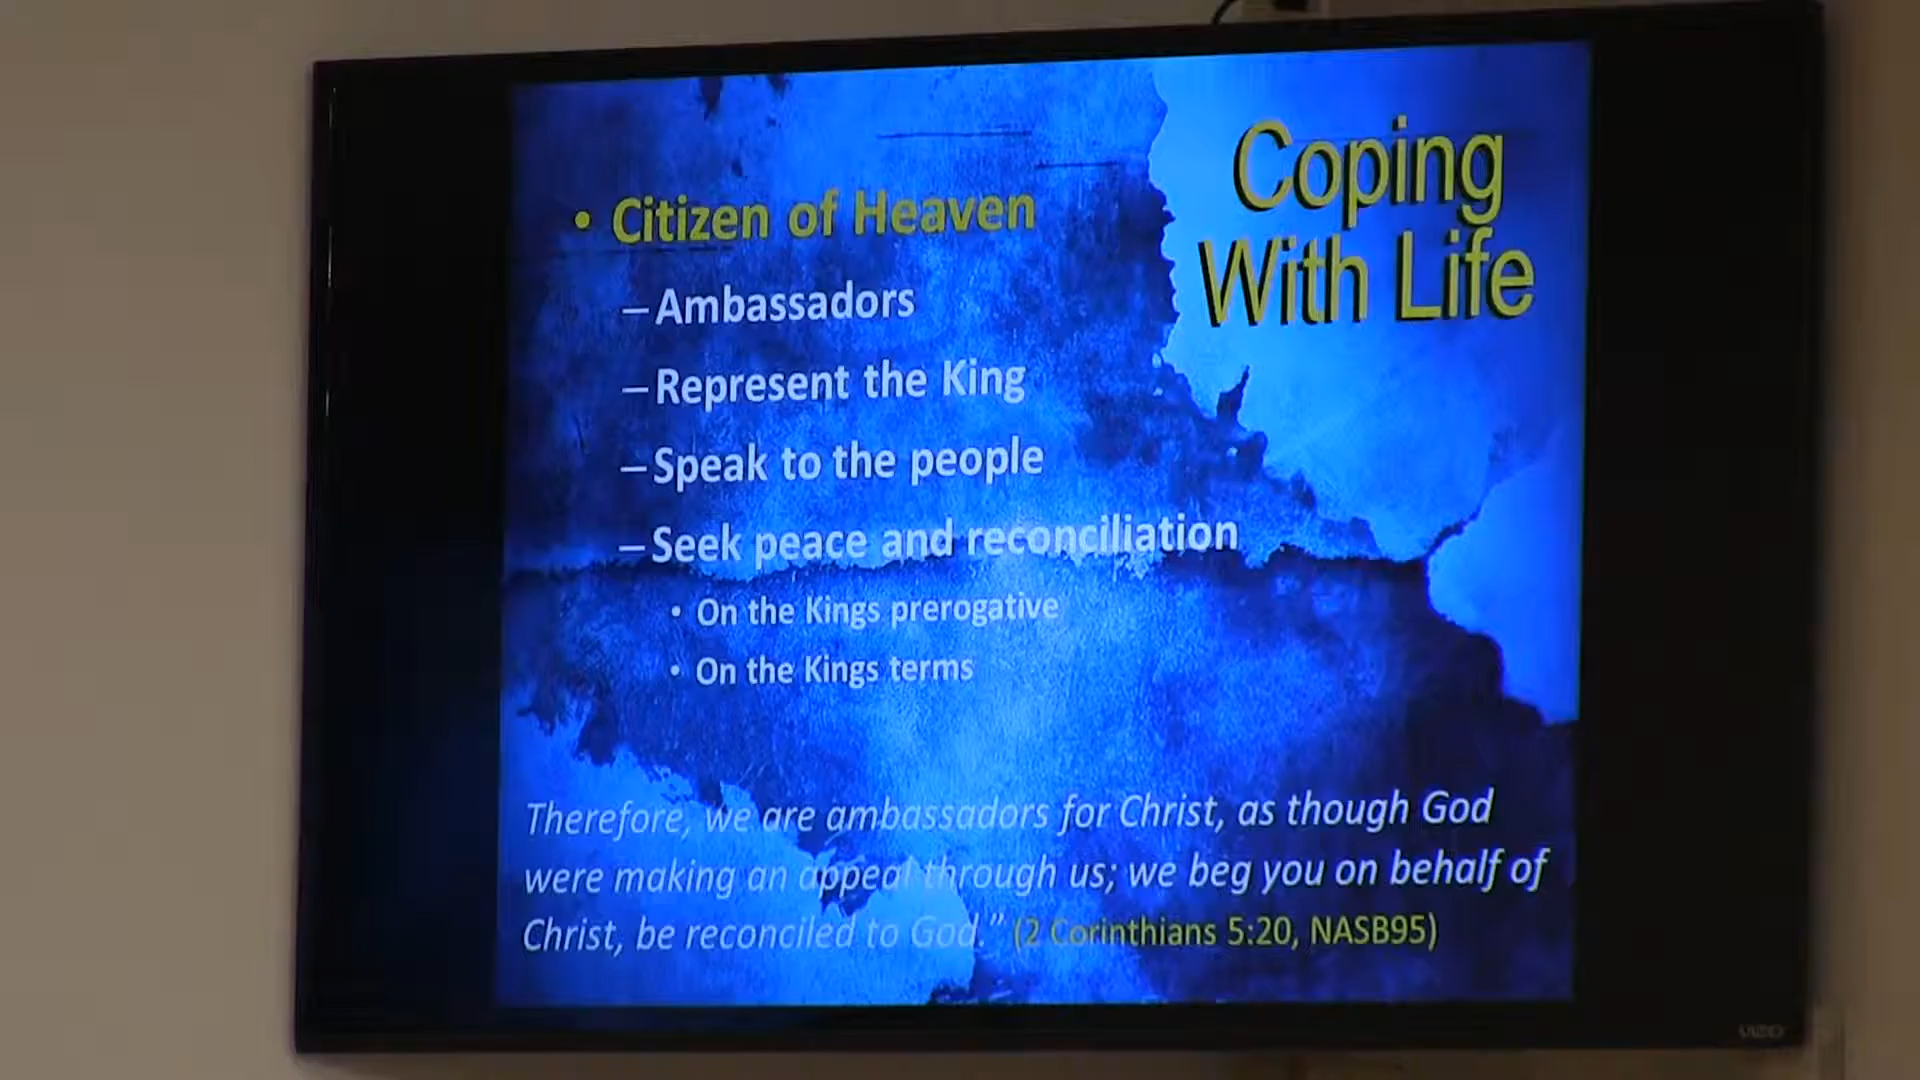 Coping
With Life
• Citizen of Heaven
– Ambassadors
– Represent the King
– Speak to the people
– Seek peace and reconciliation
• On the Kings prerogative
• On the Kings terms
Therefore, we are ambassadors for Christ, as though God
were making an appeal through us; we beg you on behalf of
Christ, be reconciled to God.” (2 Corinthians 5:20, NASB95)
VIZIO